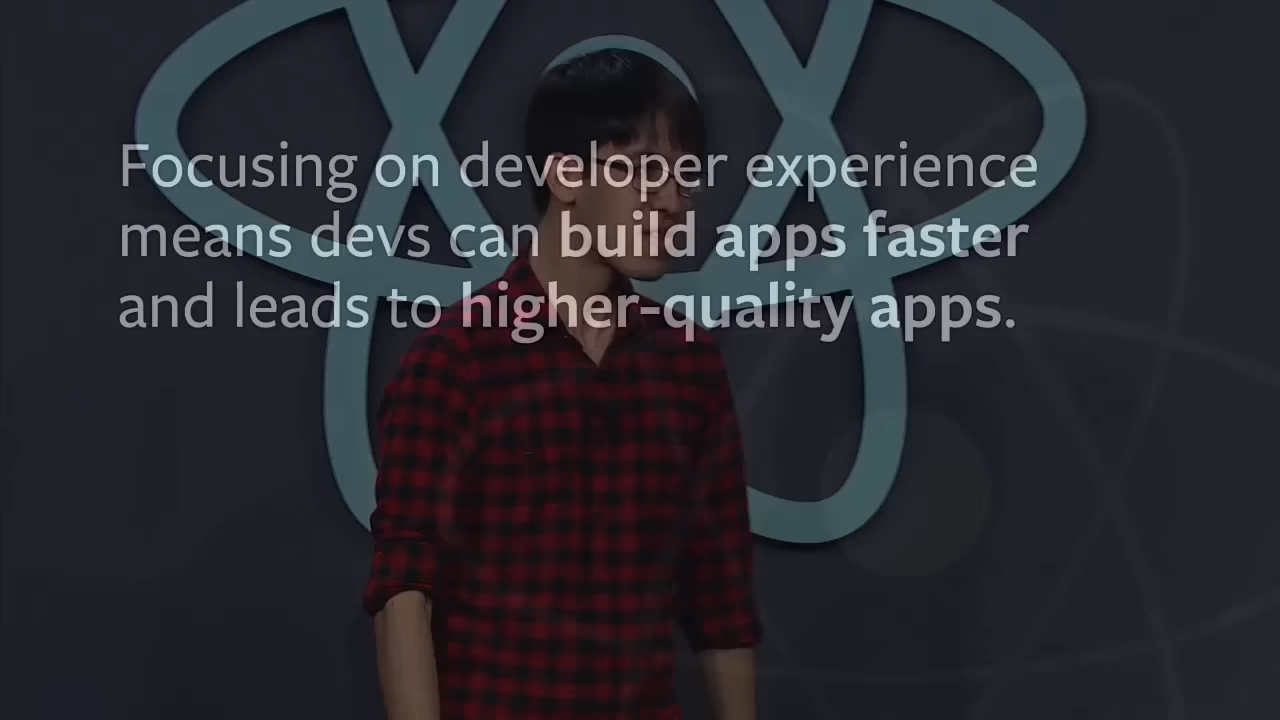 Focusing on developer experience
means devs can build apps faster
and leads to higher-quality apps.